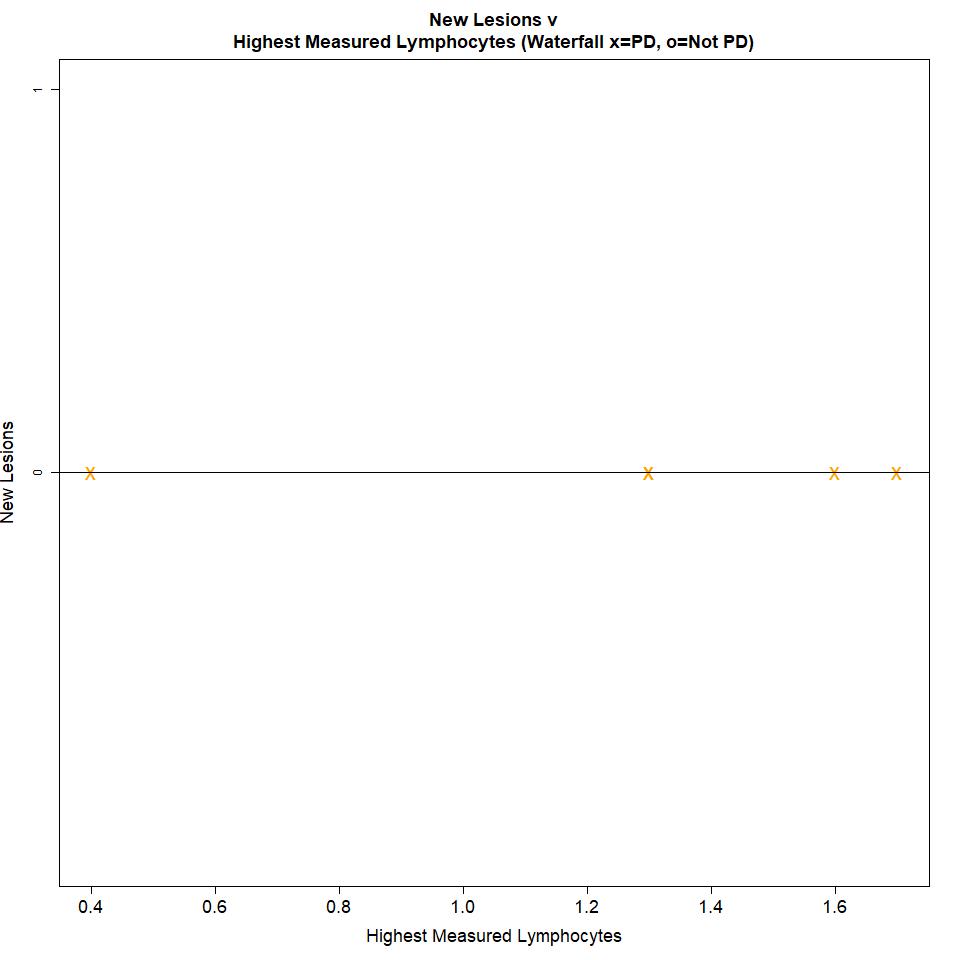 New Lesions v
Highest Measured Lymphocytes (Waterfall x=PD, o=Not PD)
1
0
New Lesions
x x x x
0.4 0.6 0.8 1.0 1.2 1.4 1.6
Highest Measured Lymphocytes